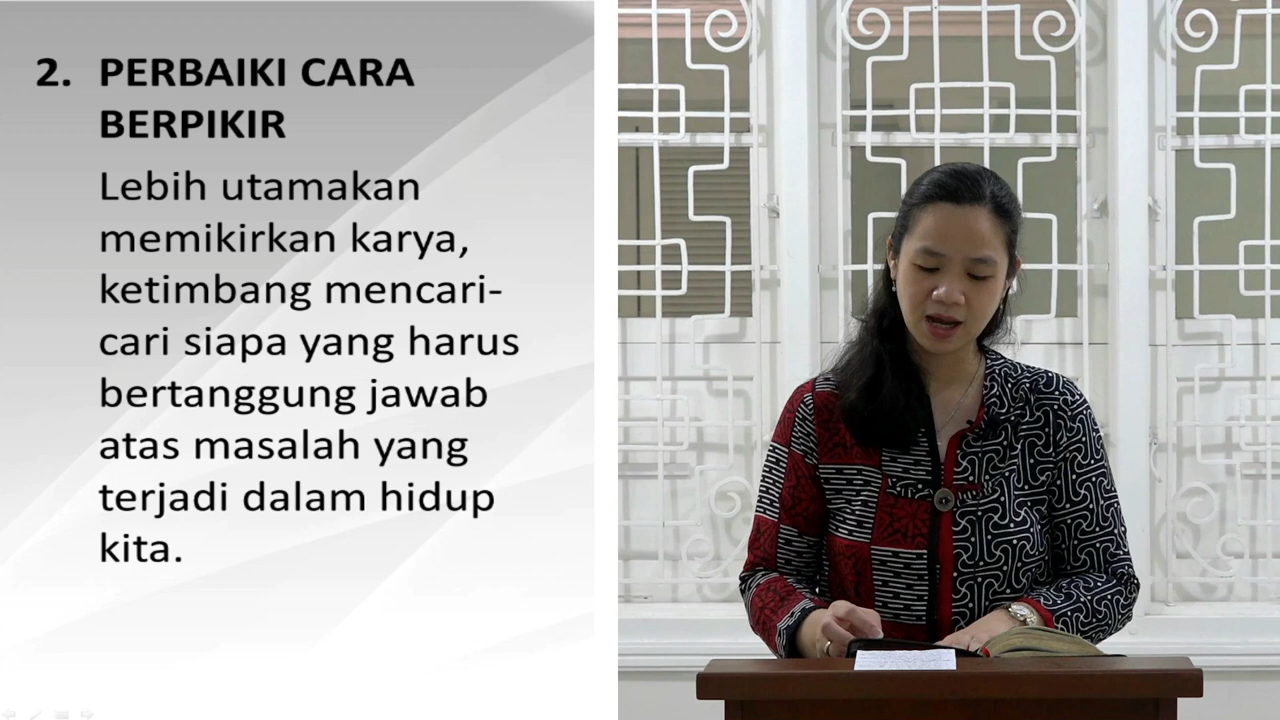 2. PERBAIKI CARA
BERPIKIR
Lebih utamakan
memikirkan karya,
ketimbang mencari-
cari siapa yang harus
bertanggung jawab
atas masalah yang
terjadi dalam hidup
kita.